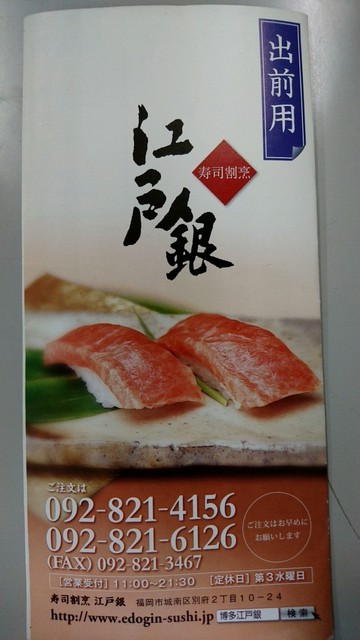 出前用
寿司割烹
江戸銀
ご注文は
092-821-4156
092-821-6126
(FAX) 092-821-3467
ご注文はお早めに
お願いします
[営業受付] 11:00~21:30 [定休日] 第3水曜日
寿司割烹 江戸銀 福岡市城南区別府2丁目10-24
http://www.edogin-sushi.jp 博多江戸銀 検索